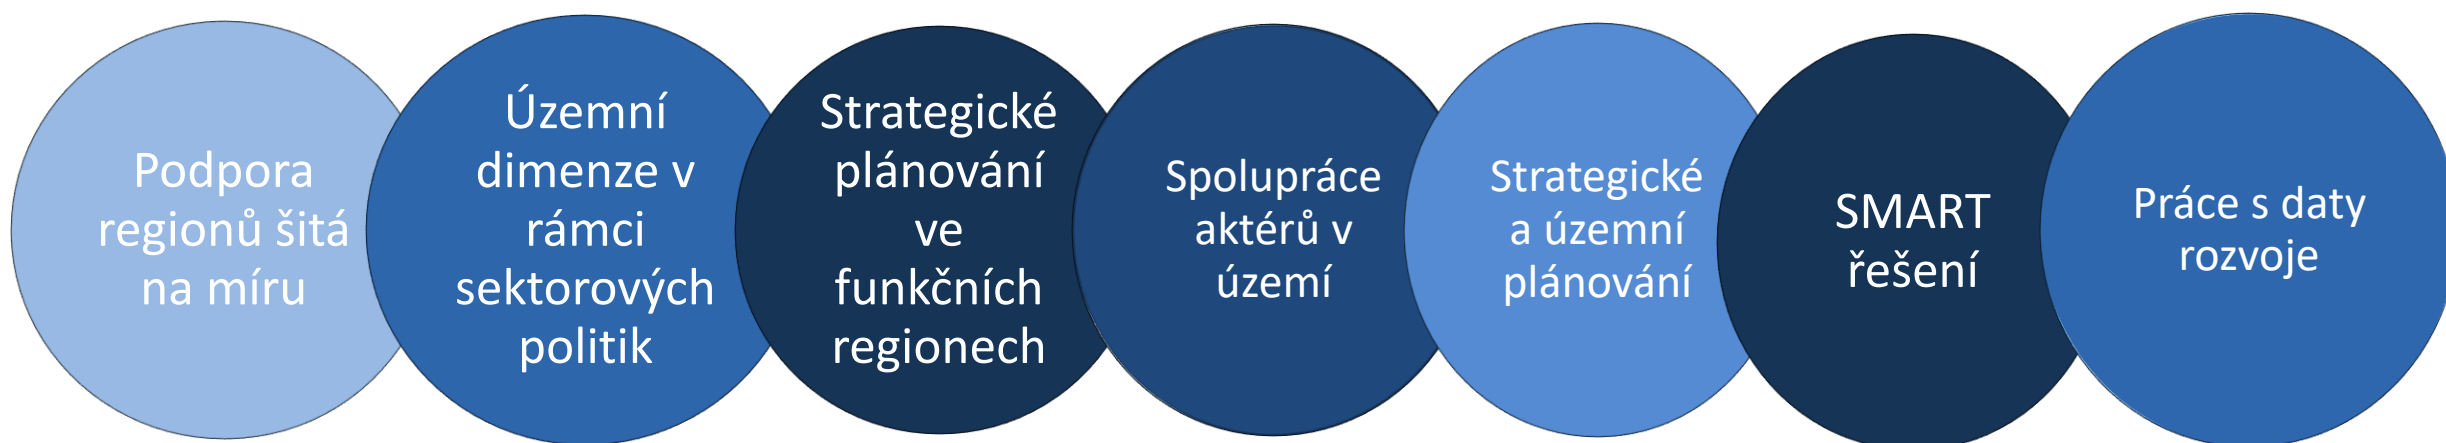 Podpora
regionů šitá
na míru
Územní
dimenze v
rámci
sektorových
politik
Strategické
plánování
ve
funkčních
regionech
Spolupráce
aktérů v
území
Strategické
a územní
plánování
SMART
řešení
Práce s daty
rozvoje